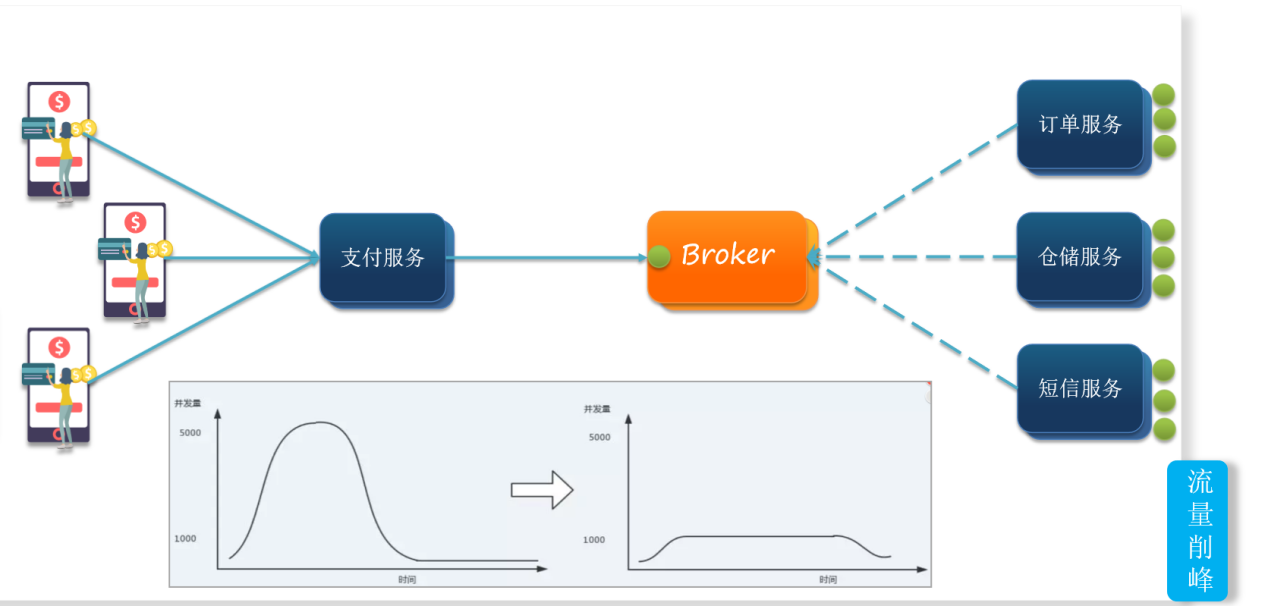 $
$
$
支付服务
Broker
订单服务
仓储服务
短信服务
并发量
5000
1000
时间
并发量
5000
1000
时间
流
量
削
峰